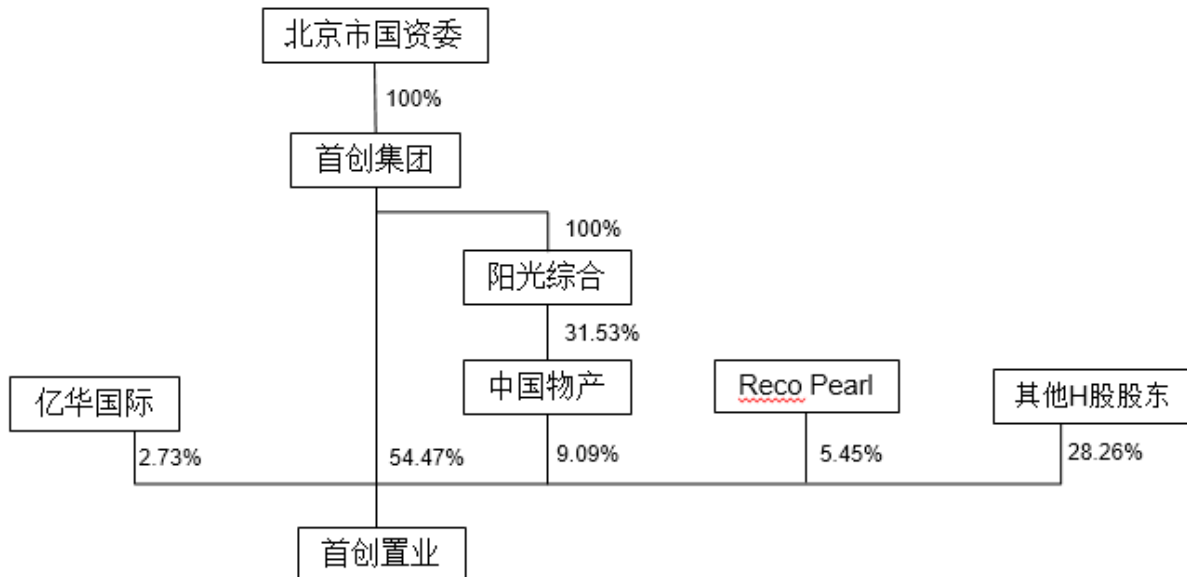 北京市国资委
100%
首创集团
100%
阳光综合
31.53%
亿华国际
中国物产
Reco Pearl
其他H股股东
2.73%
54.47%
9.09%
5.45%
28.26%
首创置业